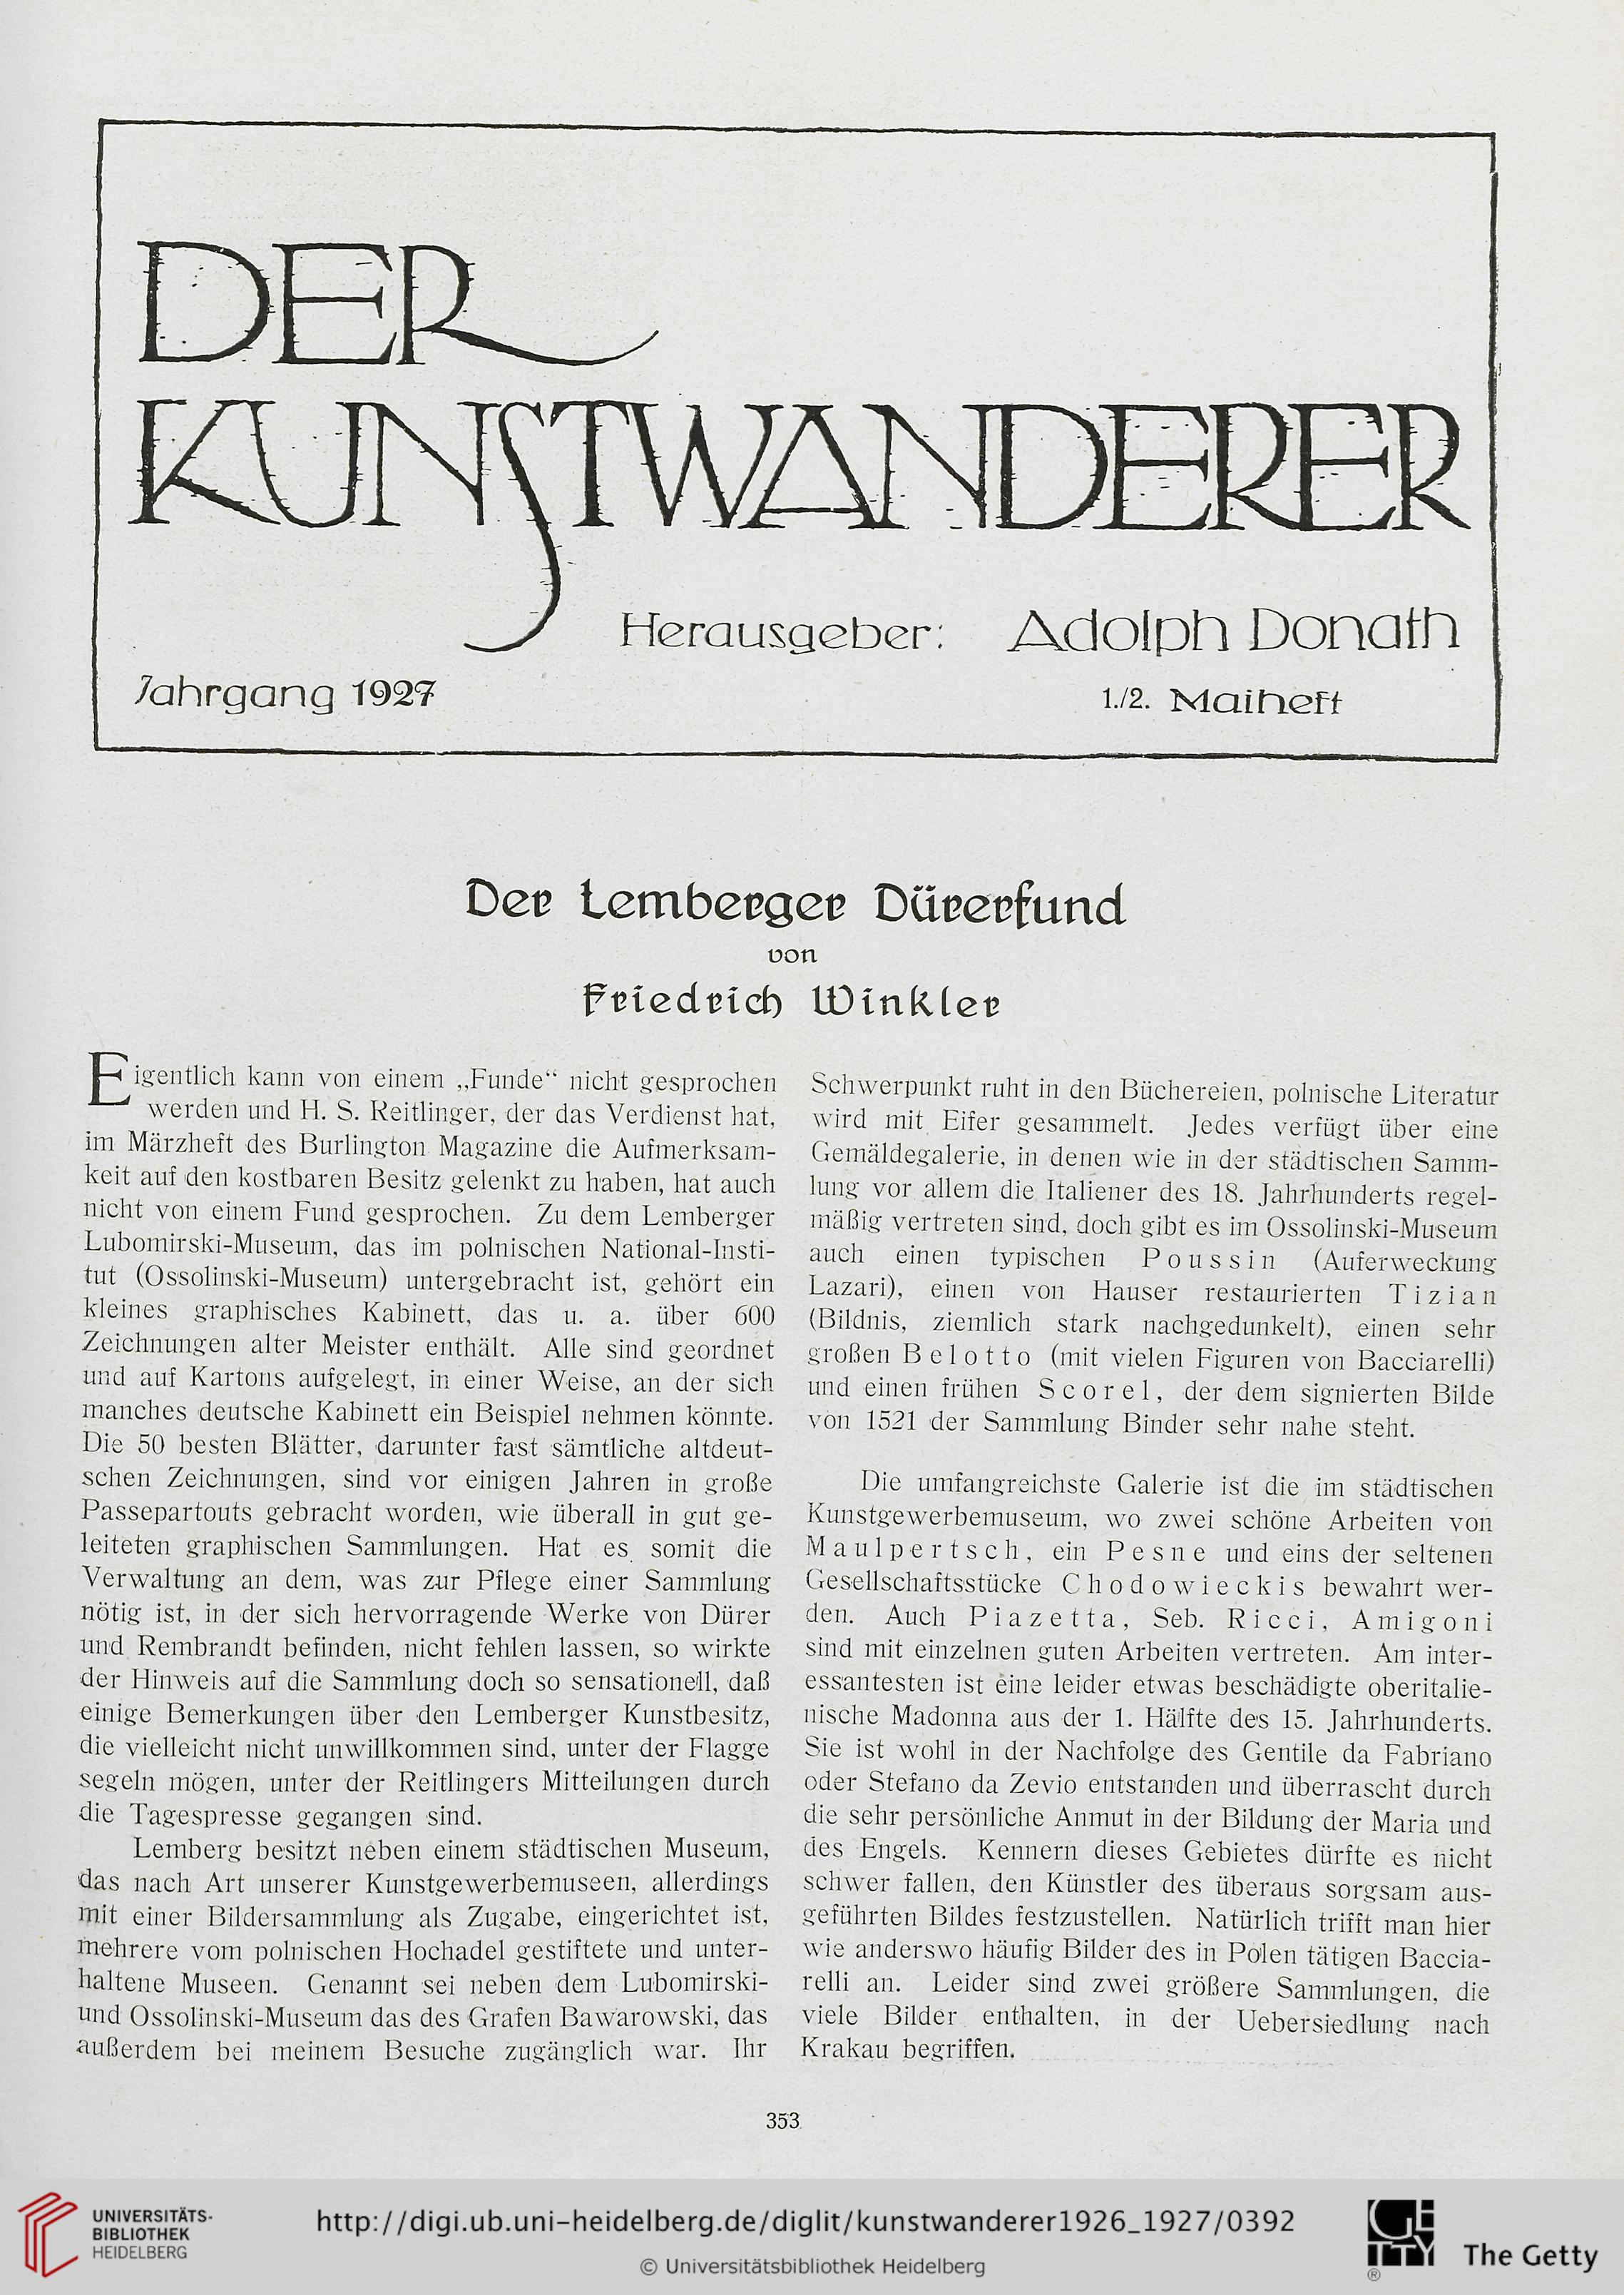 DER
KUNSTWANDERER
Herausgeber: Adolph Donath
Jahrgang 1927
1./2. Maiheft
Der Lemberger Dürerfund
von
Friedrich Winkler
Eigentlich kann von einem „Funde“ nicht gesprochen
werden und H. S. Reitlinger, der das Verdienst hat,
im Märzheft des Burlington Magazine die Aufmerksam-
keit auf den kostbaren Besitz gelenkt zu haben, hat auch
nicht von einem Fund gesprochen. Zu dem Lemberger
Lubomirski-Museum, das im polnischen National-Insti-
tut (Ossolinski-Museum) untergebracht ist, gehört ein
kleines graphisches Kabinett, das u. a. über 600
Zeichnungen alter Meister enthält. Alle sind geordnet
und auf Kartons aufgelegt, in einer Weise, an der sich
manches deutsche Kabinett ein Beispiel nehmen könnte.
Die 50 besten Blätter, darunter fast sämtliche altdeut-
schen Zeichnungen, sind vor einigen Jahren in große
Passepartouts gebracht worden, wie überall in gut ge-
leiteten graphischen Sammlungen. Hat es somit die
Verwaltung an dem, was zur Pflege einer Sammlung
nötig ist, in der sich hervorragende Werke von Dürer
und Rembrandt befinden, nicht fehlen lassen, so wirkte
der Hinweis auf die Sammlung doch so sensationell, daß
einige Bemerkungen über den Lemberger Kunstbesitz,
die vielleicht nicht unwillkommen sind, unter der Flagge
segeln mögen, unter der Reitlingers Mitteilungen durch
die Tagespresse gegangen sind.
Lemberg besitzt neben einem städtischen Museum,
das nach Art unserer Kunstgewerbemuseen, allerdings
mit einer Bildersammlung als Zugabe, eingerichtet ist,
mehrere vom polnischen Hochadel gestiftete und unter-
haltene Museen. Genannt sei neben dem Lubomirski-
und Ossolinski-Museum das des Grafen Bawarowski, das
außerdem bei meinem Besuche zugänglich war. Ihr
Schwerpunkt ruht in den Büchereien, polnische Literatur
wird mit Eifer gesammelt. Jedes verfügt über eine
Gemäldegalerie, in denen wie in der städtischen Samm-
lung vor allem die Italiener des 18. Jahrhunderts regel-
mäßig vertreten sind, doch gibt es im Ossolinski-Museum
auch einen typischen Poussin (Auferweckung
Lazari), einen von Hauser restaurierten Tizian
(Bildnis, ziemlich stark nachgedunkelt), einen sehr
großen Belotto (mit vielen Figuren von Bacciarelli)
und einen frühen Scorel, der dem signierten Bilde
von 1521 der Sammlung Binder sehr nahe steht.
Die umfangreichste Galerie ist die im städtischen
Kunstgewerbemuseum, wo zwei schöne Arbeiten von
Maulpertsch, ein Pesne und eins der seltenen
Gesellschaftsstücke Chodowieckis bewahrt wer-
den. Auch Piazetta, Seb. Ricci, Amigoni
sind mit einzelnen guten Arbeiten vertreten. Am inter-
essantesten ist eine leider etwas beschädigte oberitalie-
nische Madonna aus der 1. Hälfte des 15. Jahrhunderts.
Sie ist wohl in der Nachfolge des Gentile da Fabriano
oder Stefano da Zevio entstanden und überrascht durch
die sehr persönliche Anmut in der Bildung der Maria und
des Engels. Kennern dieses Gebietes dürfte es nicht
schwer fallen, den Künstler des überaus sorgsam aus-
geführten Bildes festzustellen. Natürlich trifft man hier
wie anderswo häufig Bilder des in Polen tätigen Baccia-
relli an. Leider sind zwei größere Sammlungen, die
viele Bilder enthalten, in der Uebersiedlung nach
Krakau begriffen.
353
UNIVERSITÄTS-
BIBLIOTHEK
HEIDELBERG
http://digi.ub.uni-heidelberg.de/diglit/kunstwanderer1926_1927/0392
© Universitätsbibliothek Heidelberg
GE
TTY
®
The Getty